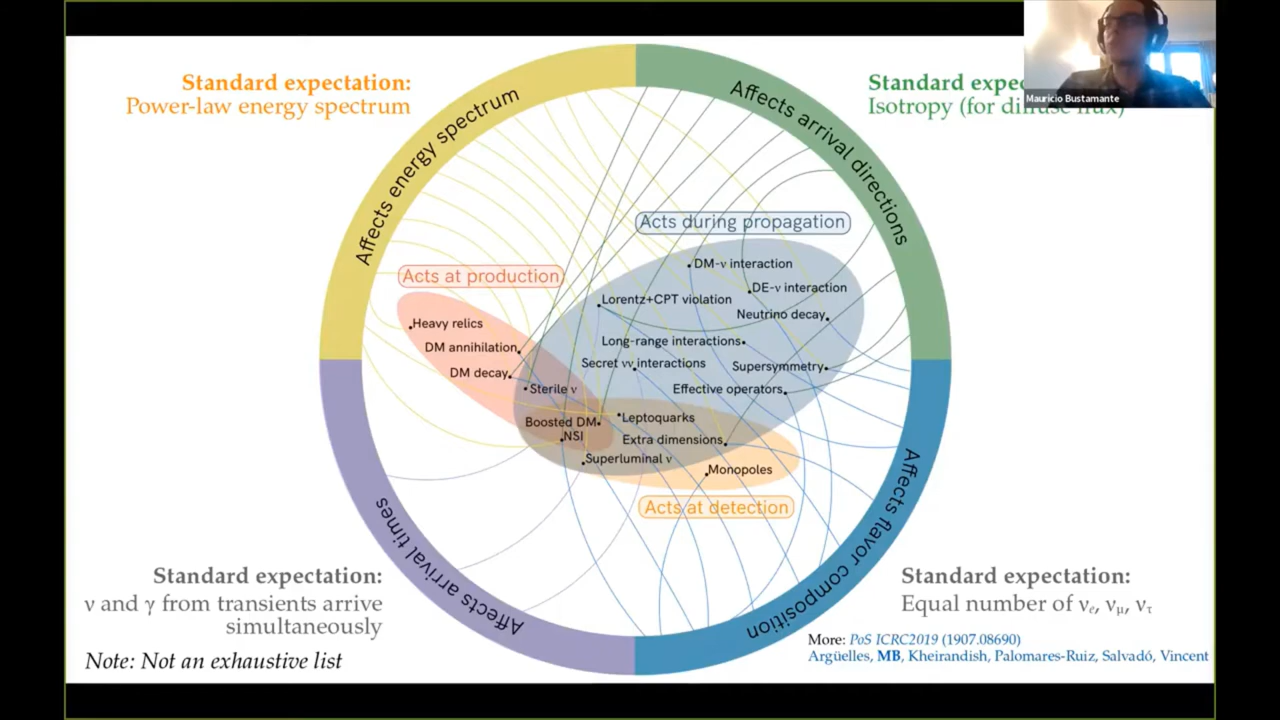 Standard expectation:
Power-law energy spectrum
Standard
Isotropy (for diffuse flux)
Mauricio Bustamante
Affects energy spectrum
Affects arrival directions
Acts during propagation
Acts at production
DM-ν interaction
DE-ν interaction
Lorentz+CPT violation
Neutrino decay
Heavy relics
DM annihilation
Long-range interactions
DM decay
Secret νν interactions
Supersymmetry
Sterile ν
Effective operators
Boosted DM
Leptoquarks
NSI
Extra dimensions
Superluminal ν
Monopoles
Acts at detection
Affects arrival times
Affects flavor composition
Standard expectation:
ν and γ from transients arrive
simultaneously
Note: Not an exhaustive list
Standard expectation:
Equal number of νe, νμ, ντ
More: PoS ICRC2019 (1907.08690)
Argüelles, MB, Kheirandish, Palomares-Ruiz, Salvadó, Vincent